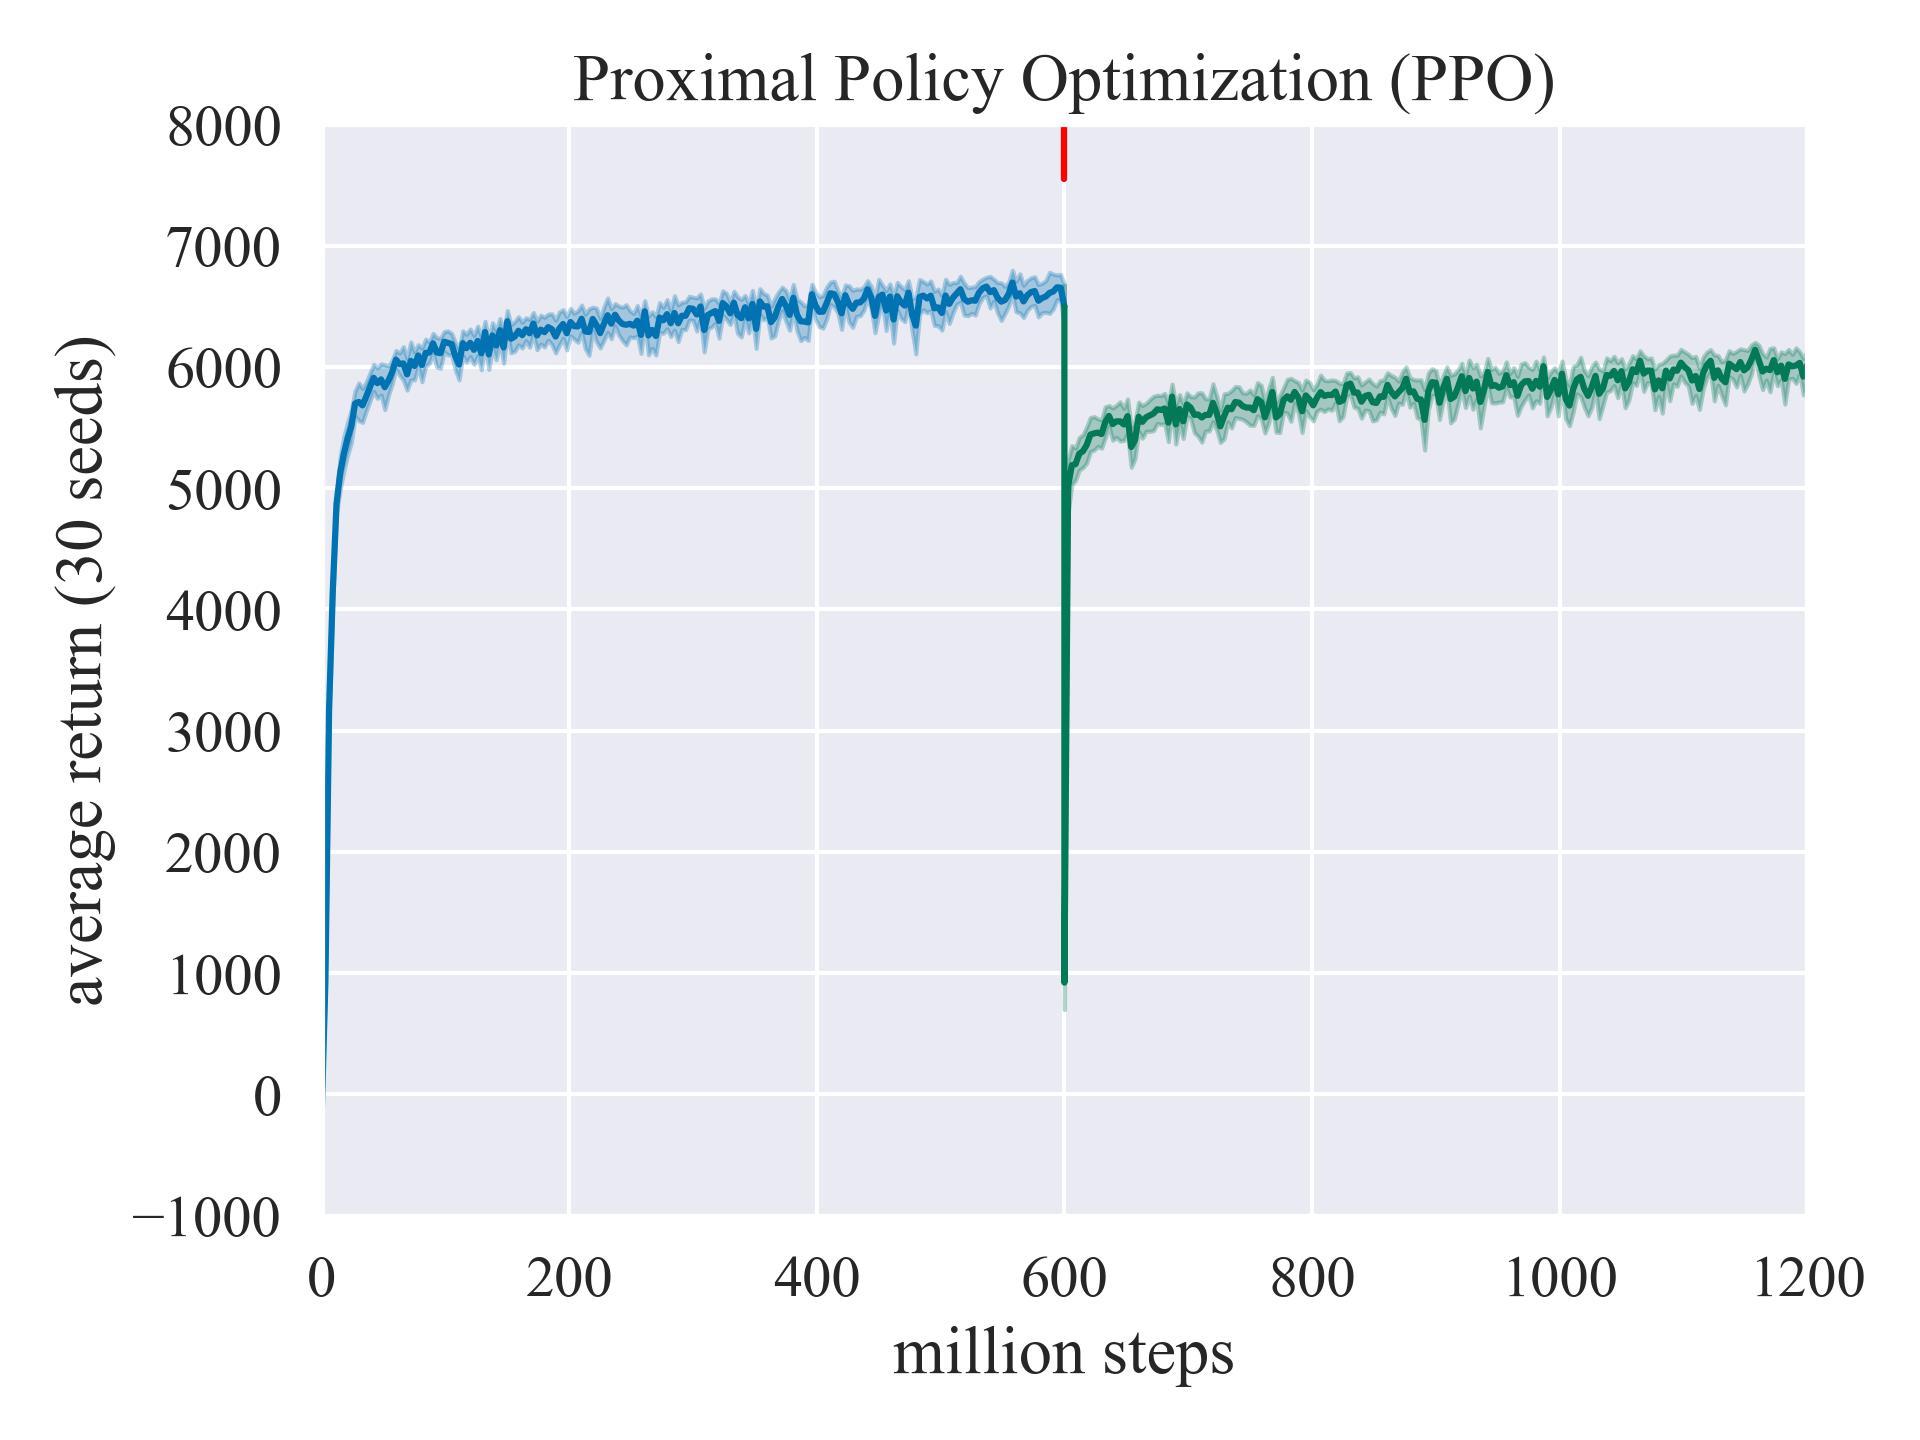 Proximal Policy Optimization (PPO)
8000
7000
6000
5000
4000
3000
2000
1000
0
−1000
average return (30 seeds)
0 200 400 600 800 1000 1200
million steps